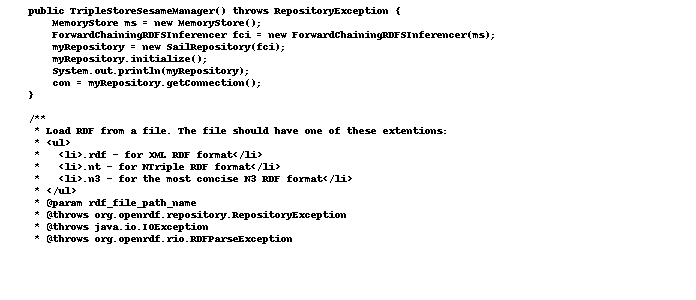 public TripleStoreSesameManager() throws RepositoryException {
MemoryStore ms = new MemoryStore();
ForwardChainingRDFSInferencer fci = new ForwardChainingRDFSInferencer(ms);
myRepository = new SailRepository(fci);
myRepository.initialize();
System.out.println(myRepository);
con = myRepository.getConnection();
}
/**
* Load RDF from a file. The file should have one of these extentions:
* <ul>
* <li>.rdf - for XML RDF format</li>
* <li>.nt - for NTriple RDF format</li>
* <li>.n3 - for the most concise N3 RDF format</li>
* </ul>
* @param rdf_file_path_name
* @throws org.openrdf.repository.RepositoryException
* @throws java.io.IOException
* @throws org.openrdf.rio.RDFParseException